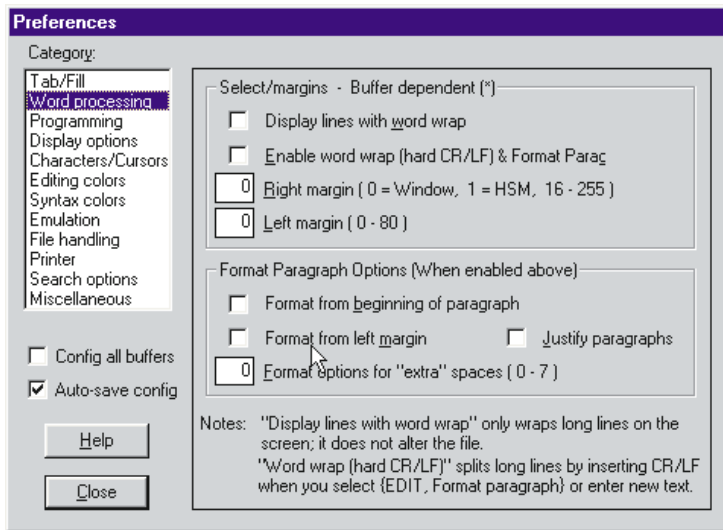 Preferences
Category:
Tab/Fill
Word processing
Programming
Display options
Characters/Cursors
Editing colors
Syntax colors
Emulation
File handling
Printer
Search options
Miscellaneous
Config all buffers
Auto-save config
Help
Close
Select/margins - Buffer dependent (*)
Display lines with word wrap
Enable word wrap (hard CR/LF) & Format Parag
0 Right margin ( 0 = Window, 1 = HSM, 16 - 255 )
0 Left margin ( 0 - 80 )
Format Paragraph Options (When enabled above)
Format from beginning of paragraph
Format from left margin Justify paragraphs
0 Format options for "extra" spaces ( 0 - 7 )
Notes: "Display lines with word wrap" only wraps long lines on the
screen; it does not alter the file.
"Word wrap (hard CR/LF)" splits long lines by inserting CR/LF
when you select {EDIT, Format paragraph} or enter new text.